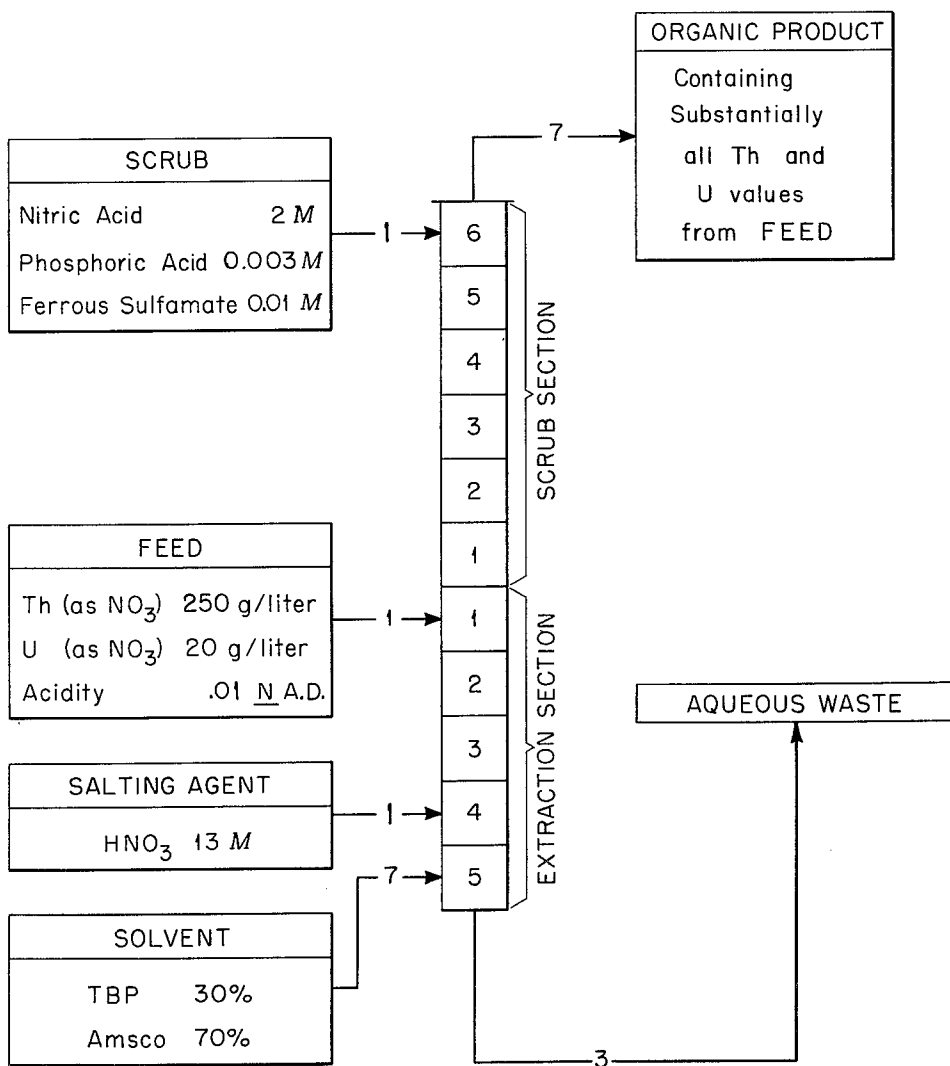 ORGANIC PRODUCT
Containing
Substantially
all Th and
U values
from FEED
7
SCRUB
Nitric Acid 2 M
Phosphoric Acid 0.003 M
Ferrous Sulfamate 0.01 M
1
6
5
4
3
2
1
SCRUB SECTION
FEED
Th (as NO₃) 250 g/liter
U (as NO₃) 20 g/liter
Acidity .01 N A.D.
1
1
2
3
4
5
EXTRACTION SECTION
SALTING AGENT
HNO₃ 13 M
1
7
SOLVENT
TBP 30%
Amsco 70%
AQUEOUS WASTE
3